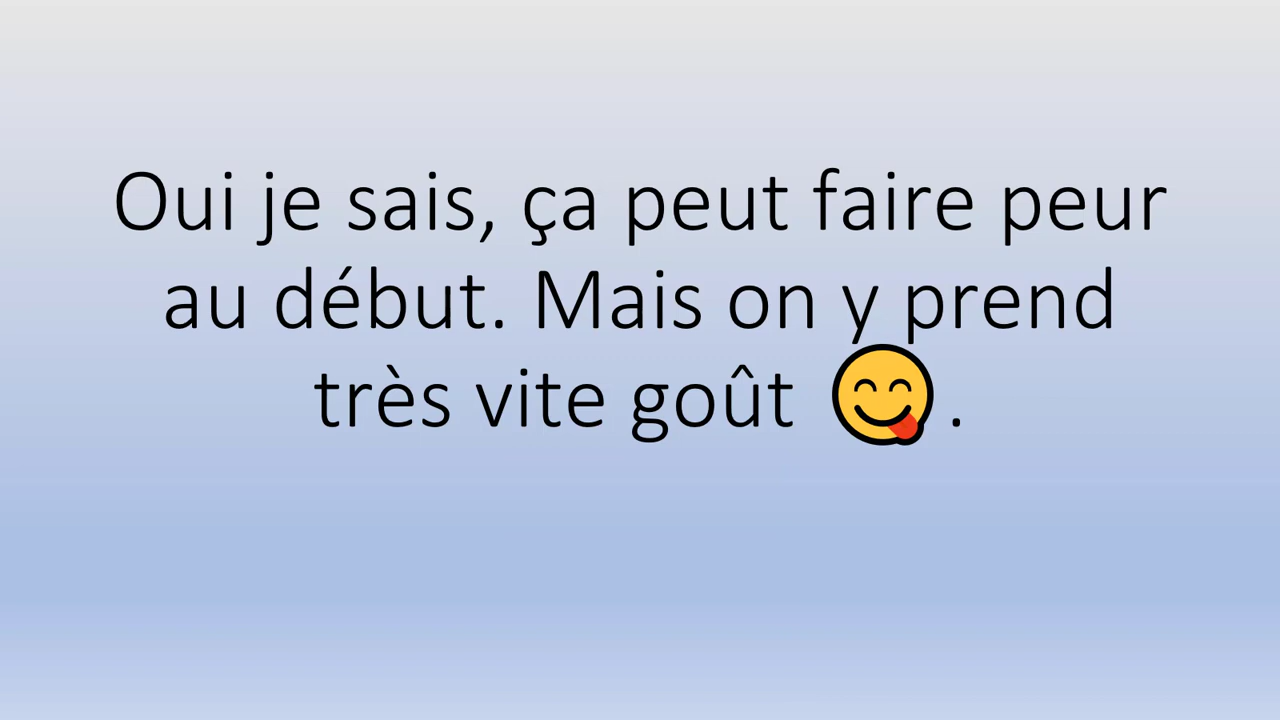 Oui je sais, ça peut faire peur
au début. Mais on y prend
très vite goût 😋.